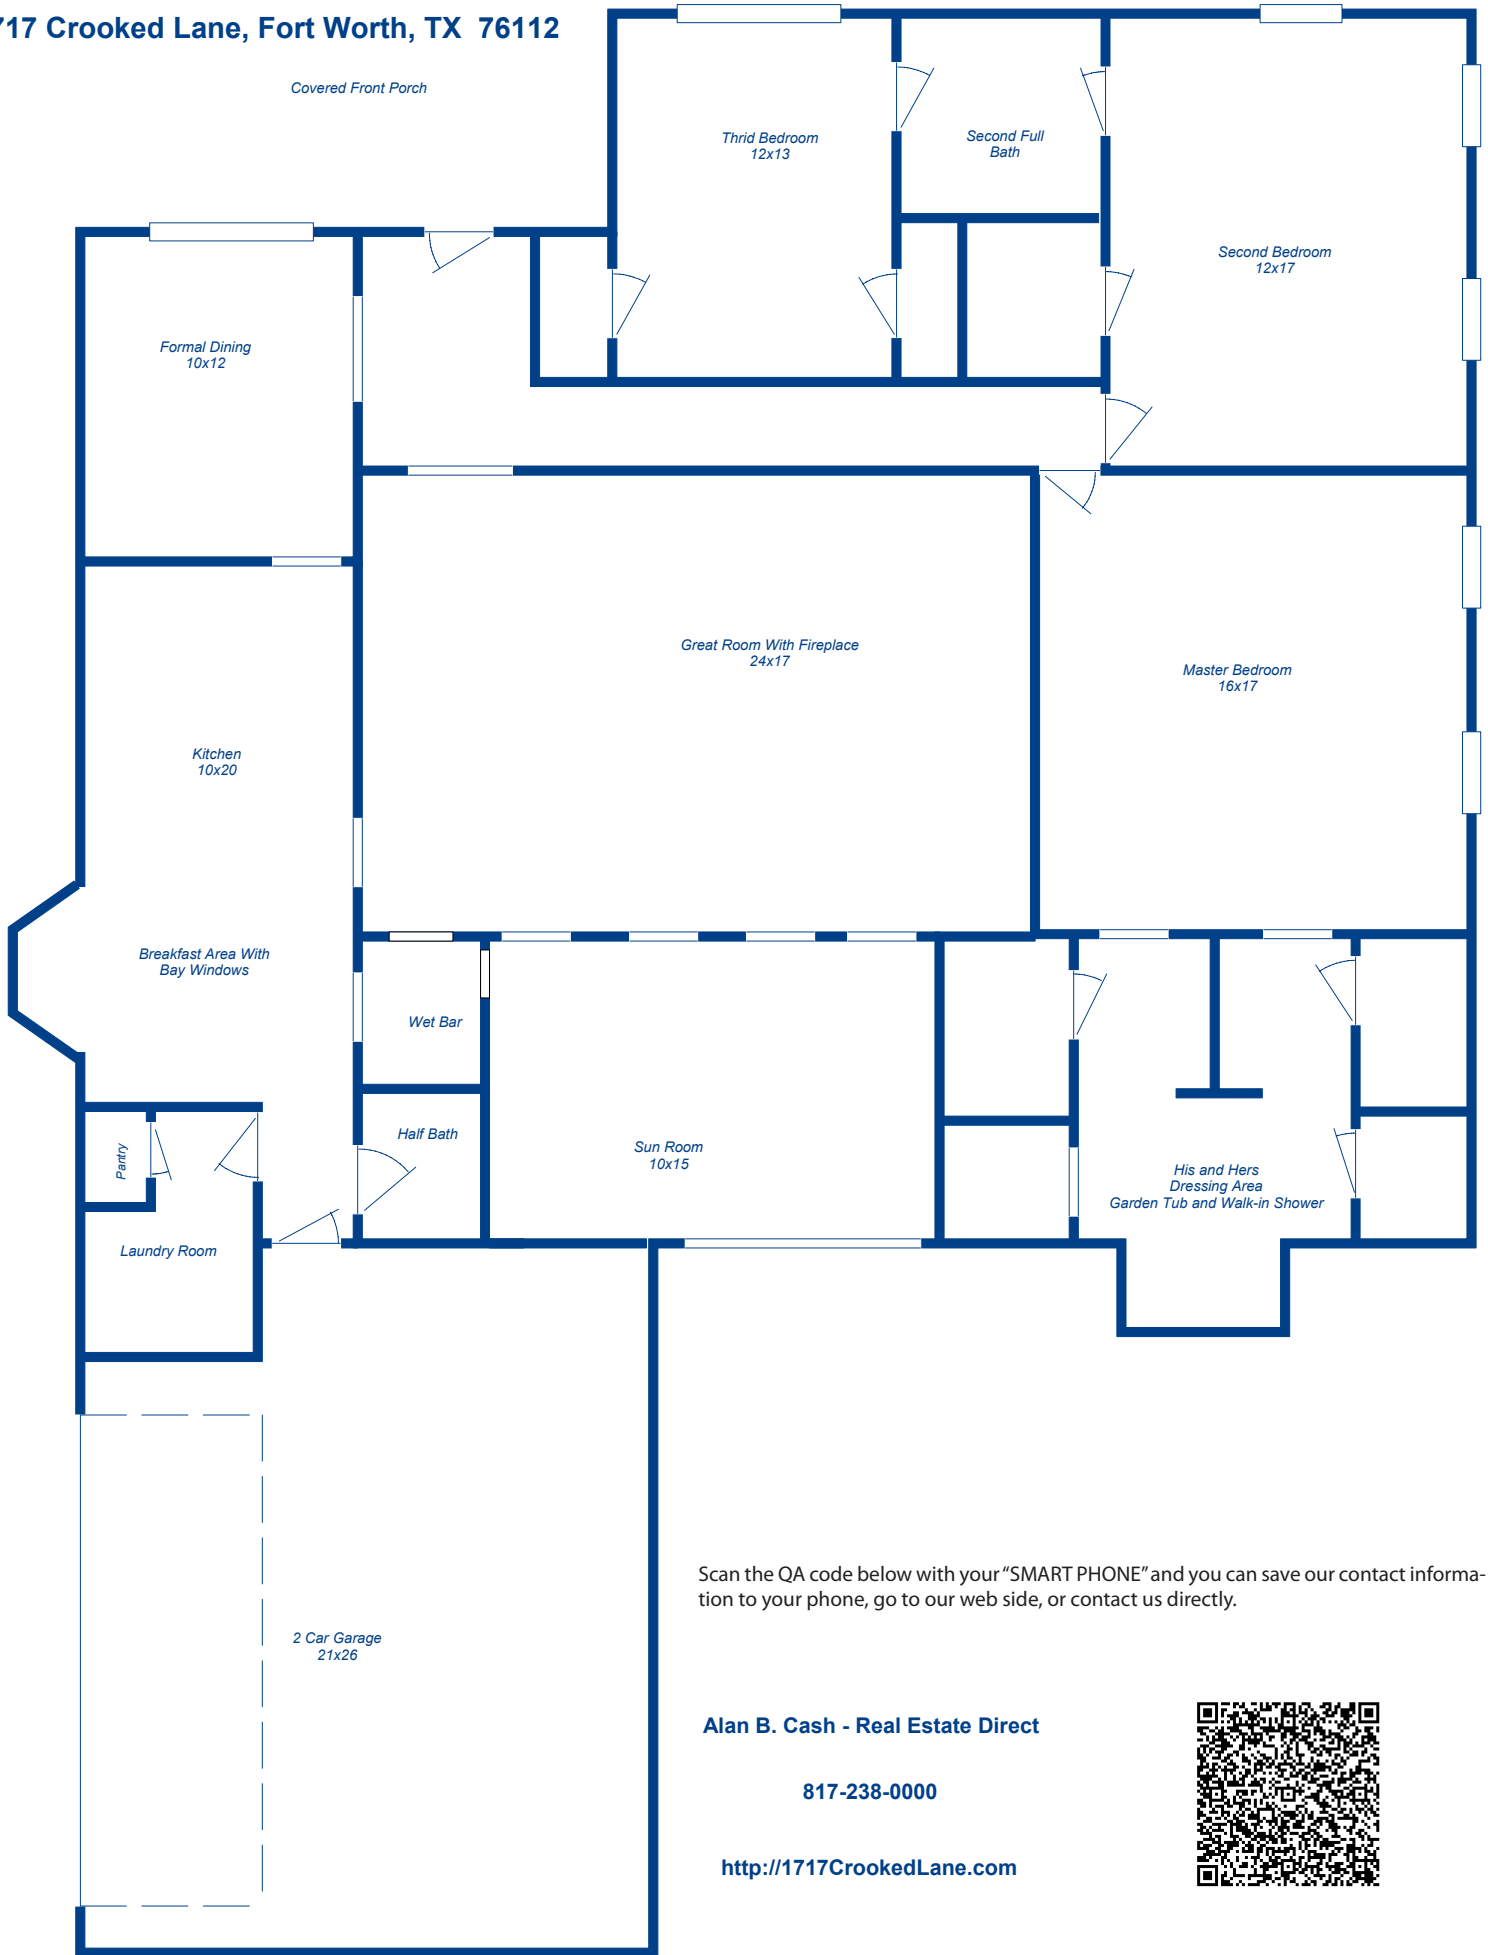 717 Crooked Lane, Fort Worth, TX 76112
Covered Front Porch
Thrid Bedroom
12x13
Second Full
Bath
Second Bedroom
12x17
Formal Dining
10x12
Great Room With Fireplace
24x17
Master Bedroom
16x17
Kitchen
10x20
Breakfast Area With
Bay Windows
Wet Bar
Half Bath
Pantry
Sun Room
10x15
His and Hers
Dressing Area
Garden Tub and Walk-in Shower
Laundry Room
2 Car Garage
21x26
Scan the QA code below with your “SMART PHONE” and you can save our contact informa-
tion to your phone, go to our web side, or contact us directly.
Alan B. Cash - Real Estate Direct
817-238-0000
http://1717CrookedLane.com